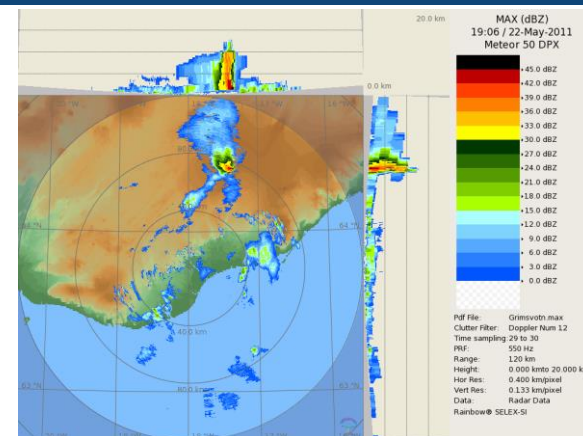 20.0 km
0.0 km
MAX (dBZ)
19:06 / 22-May-2011
Meteor 50 DPX
45.0 dBZ
42.0 dBZ
39.0 dBZ
36.0 dBZ
33.0 dBZ
30.0 dBZ
27.0 dBZ
24.0 dBZ
21.0 dBZ
18.0 dBZ
15.0 dBZ
12.0 dBZ
9.0 dBZ
6.0 dBZ
3.0 dBZ
0.0 dBZ
64 °N
64 °N
40.0 km
80.0 km
63 °N
63 °N
Pdf File: Grimsvotn.max
Clutter Filter: Doppler Num 12
Time sampling: 29 to 30
PRF: 550 Hz
Range: 120 km
Height: 0.000 kmto 20.000 k
Hor Res: 0.400 km/pixel
Vert Res: 0.133 km/pixel
Data: Radar Data
Rainbow® SELEX-SI